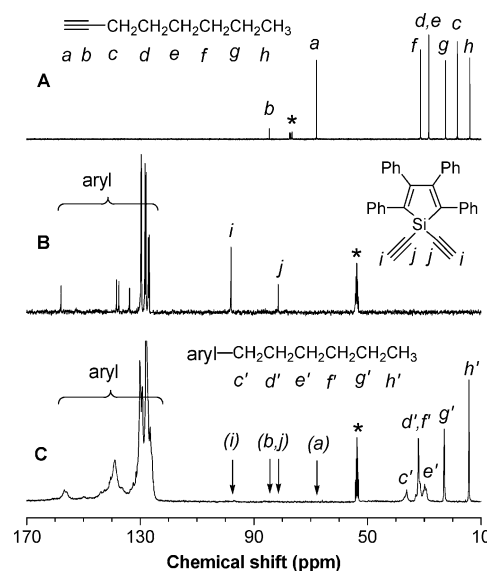 CH₂CH₂CH₂CH₂CH₂CH₃
a b c d e f g h
a
d,e
c
f
g
h
b
*
A
aryl
Ph Ph
Ph Ph
Si
i j j i
i
j
*
B
aryl—CH₂CH₂CH₂CH₂CH₂CH₃
c' d' e' f' g' h'
aryl
h'
d',f'
g'
(i) (b,j) (a)
*
c'
e'
C
170 130 90 50 10
Chemical shift (ppm)